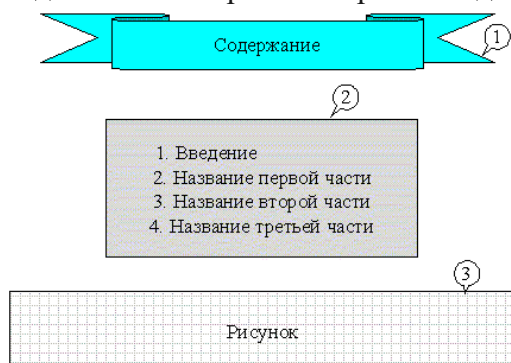 Содержание
1
2
1. Введение
2. Название первой части
3. Название второй части
4. Название третьей части
3
Рисунок